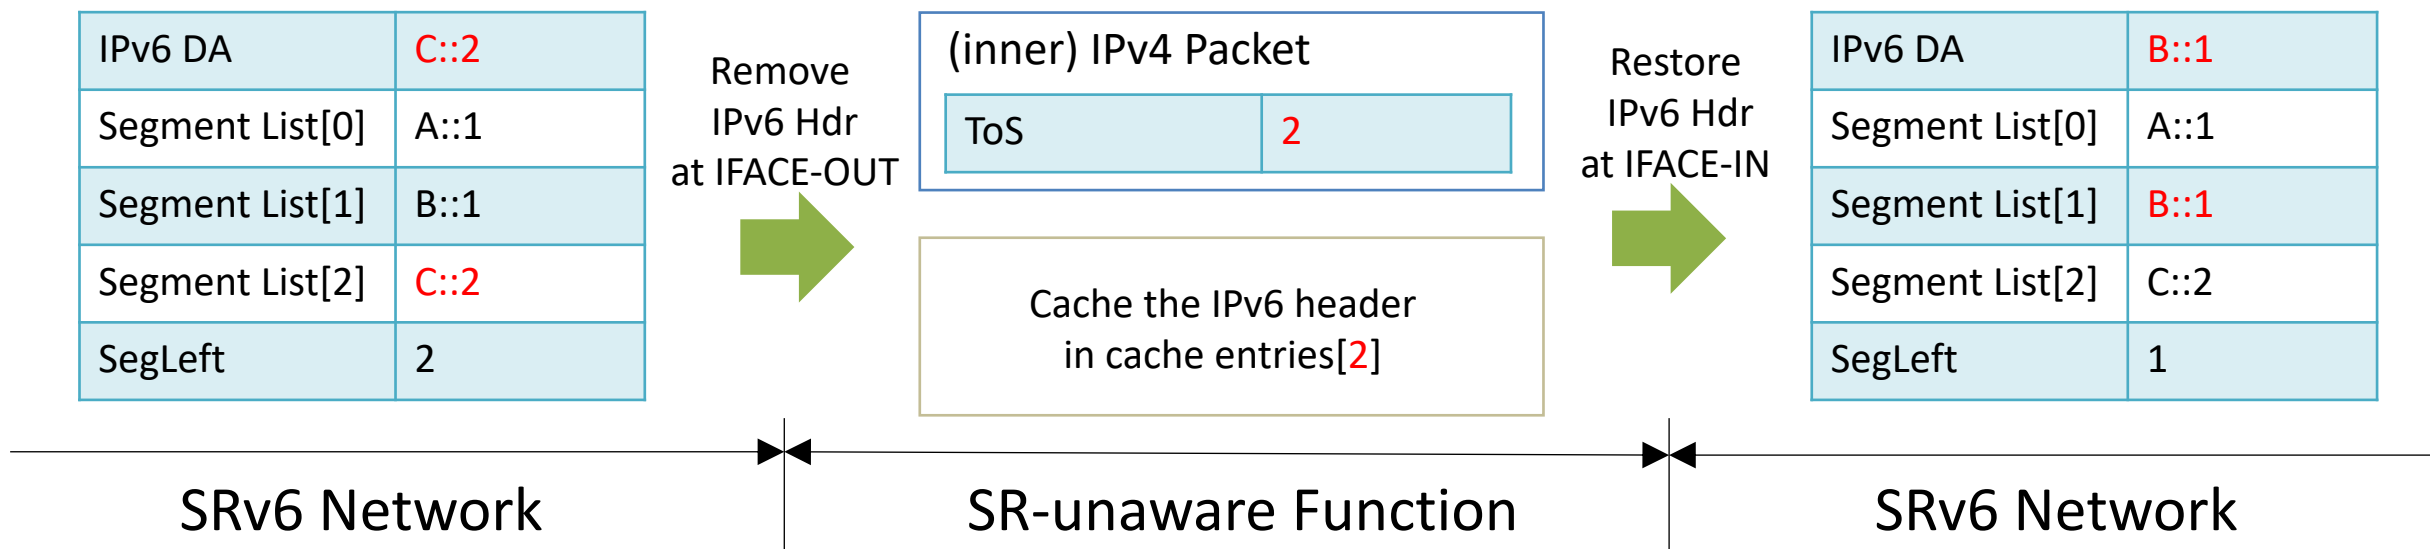 IPv6 DA C::2
Segment List[0] A::1
Segment List[1] B::1
Segment List[2] C::2
SegLeft 2
Remove
IPv6 Hdr
at IFACE-OUT
(inner) IPv4 Packet
ToS 2
Cache the IPv6 header
in cache entries[2]
Restore
IPv6 Hdr
at IFACE-IN
IPv6 DA B::1
Segment List[0] A::1
Segment List[1] B::1
Segment List[2] C::2
SegLeft 1
SRv6 Network
SR-unaware Function
SRv6 Network